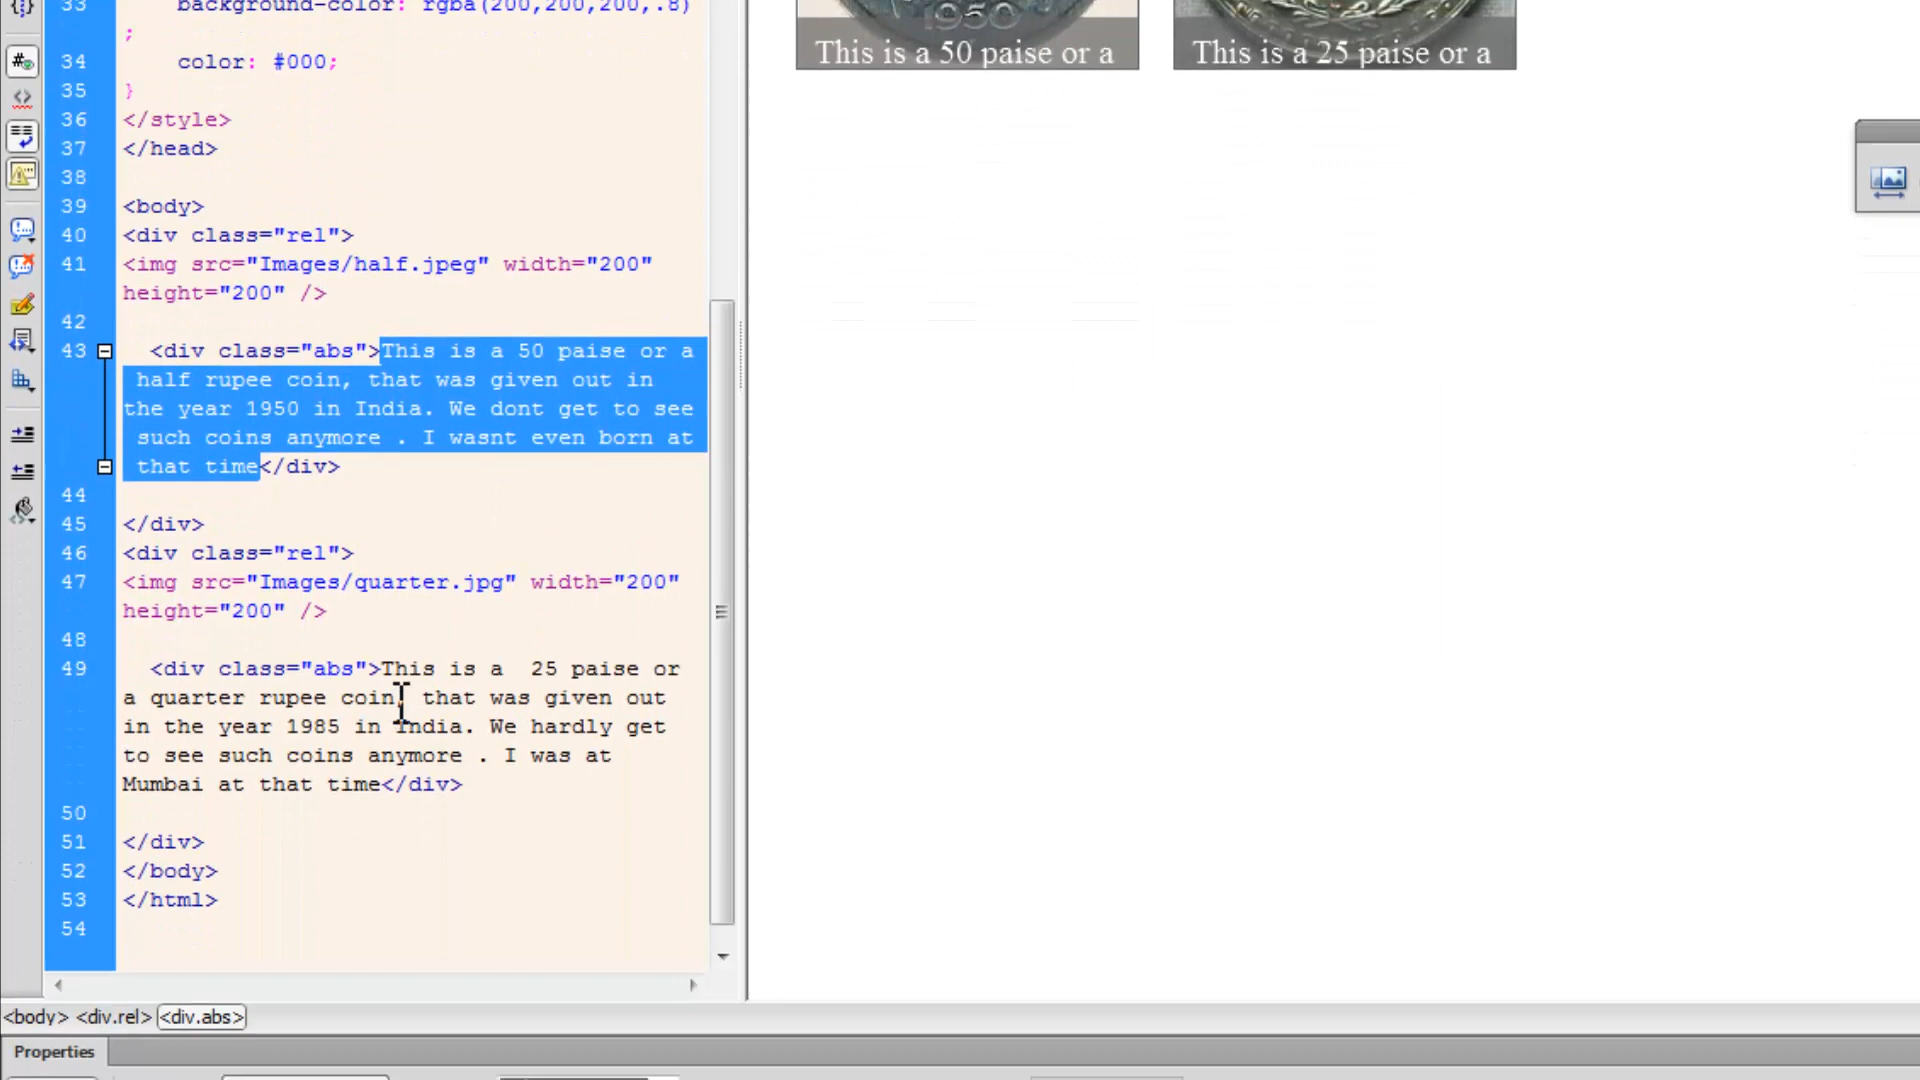 33 background-color: rgba(200,200,200,.8)
;
34 color: #000;
35 }
36 </style>
37 </head>
38
39 <body>
40 <div class="rel">
41 <img src="Images/half.jpeg" width="200"
height="200" />
42
43 <div class="abs">This is a 50 paise or a
half rupee coin, that was given out in
the year 1950 in India. We dont get to see
such coins anymore . I wasnt even born at
that time</div>
44
45 </div>
46 <div class="rel">
47 <img src="Images/quarter.jpg" width="200"
height="200" />
48
49 <div class="abs">This is a  25 paise or
a quarter rupee coin, that was given out
in the year 1985 in India. We hardly get
to see such coins anymore . I was at
Mumbai at that time</div>
50
51 </div>
52 </body>
53 </html>
54
<body> <div.rel> <div.abs>
Properties
1950
This is a 50 paise or a
This is a 25 paise or a